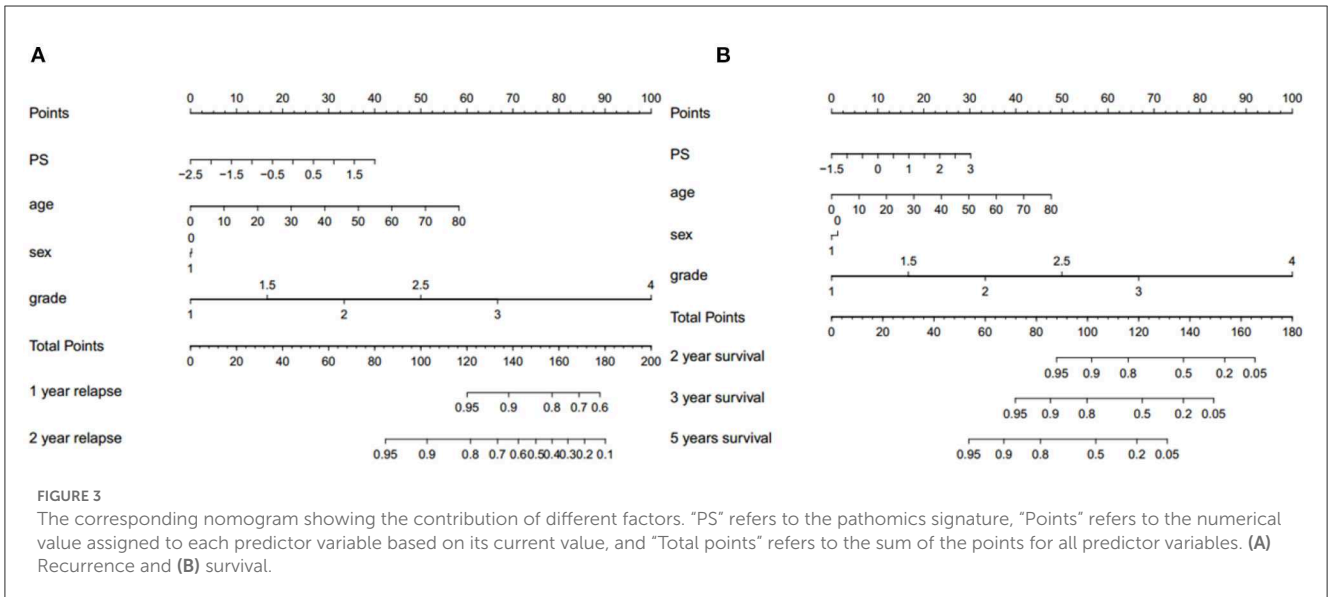 A
0 10 20 30 40 50 60 70 80 90 100
Points
PS
−2.5 −1.5 −0.5 0.5 1.5
age
0 10 20 30 40 50 60 70 80
0
sex
1
1.5 2.5 4
grade
1 2 3
Total Points
0 20 40 60 80 100 120 140 160 180 200
1 year relapse
0.95 0.9 0.8 0.7 0.6
2 year relapse
0.95 0.9 0.8 0.7 0.6 0.5 0.4 0.3 0.2 0.1
B
0 10 20 30 40 50 60 70 80 90 100
Points
PS
−1.5 0 1 2 3
age
0 10 20 30 40 50 60 70 80
0
sex
1
1.5 2.5 4
grade
1 2 3
Total Points
0 20 40 60 80 100 120 140 160 180
2 year survival
0.95 0.9 0.8 0.5 0.2 0.05
3 year survival
0.95 0.9 0.8 0.5 0.2 0.05
5 years survival
0.95 0.9 0.8 0.5 0.2 0.05
FIGURE 3
The corresponding nomogram showing the contribution of different factors. "PS" refers to the pathomics signature, "Points" refers to the numerical
value assigned to each predictor variable based on its current value, and "Total points" refers to the sum of the points for all predictor variables. (A)
Recurrence and (B) survival.